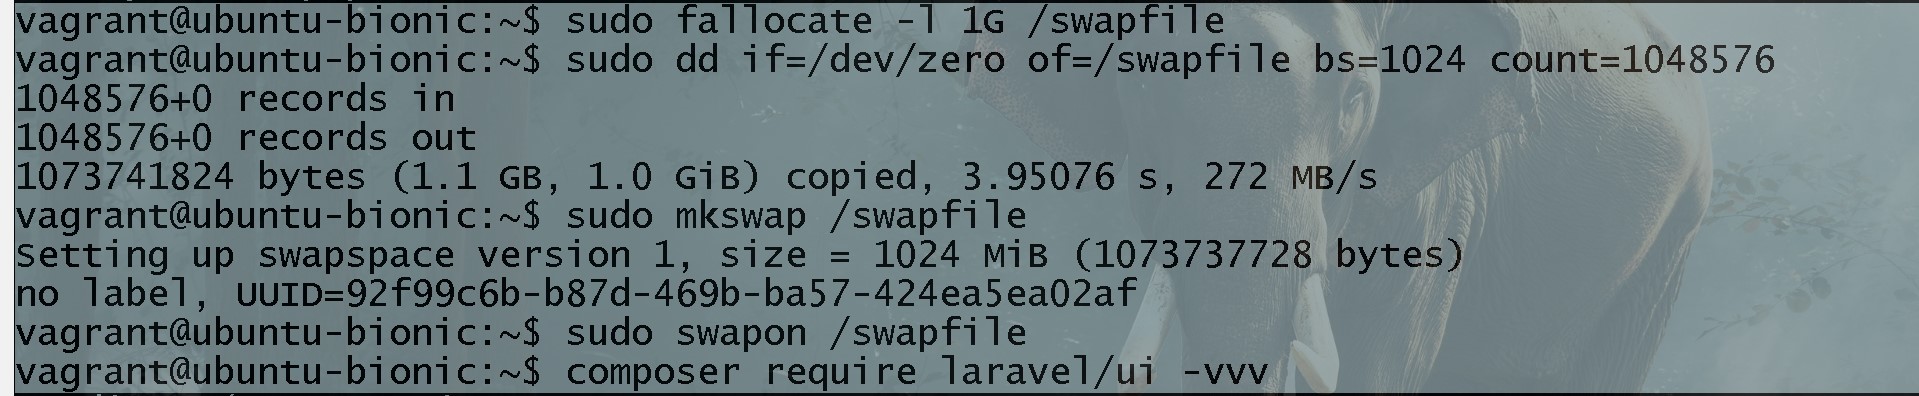 vagrant@ubuntu-bionic:~$ sudo fallocate -l 1G /swapfile
vagrant@ubuntu-bionic:~$ sudo dd if=/dev/zero of=/swapfile bs=1024 count=1048576
1048576+0 records in
1048576+0 records out
1073741824 bytes (1.1 GB, 1.0 GiB) copied, 3.95076 s, 272 MB/s
vagrant@ubuntu-bionic:~$ sudo mkswap /swapfile
Setting up swapspace version 1, size = 1024 MiB (1073737728 bytes)
no label, UUID=92f99c6b-b87d-469b-ba57-424ea5ea02af
vagrant@ubuntu-bionic:~$ sudo swapon /swapfile
vagrant@ubuntu-bionic:~$ composer require laravel/ui -vvv